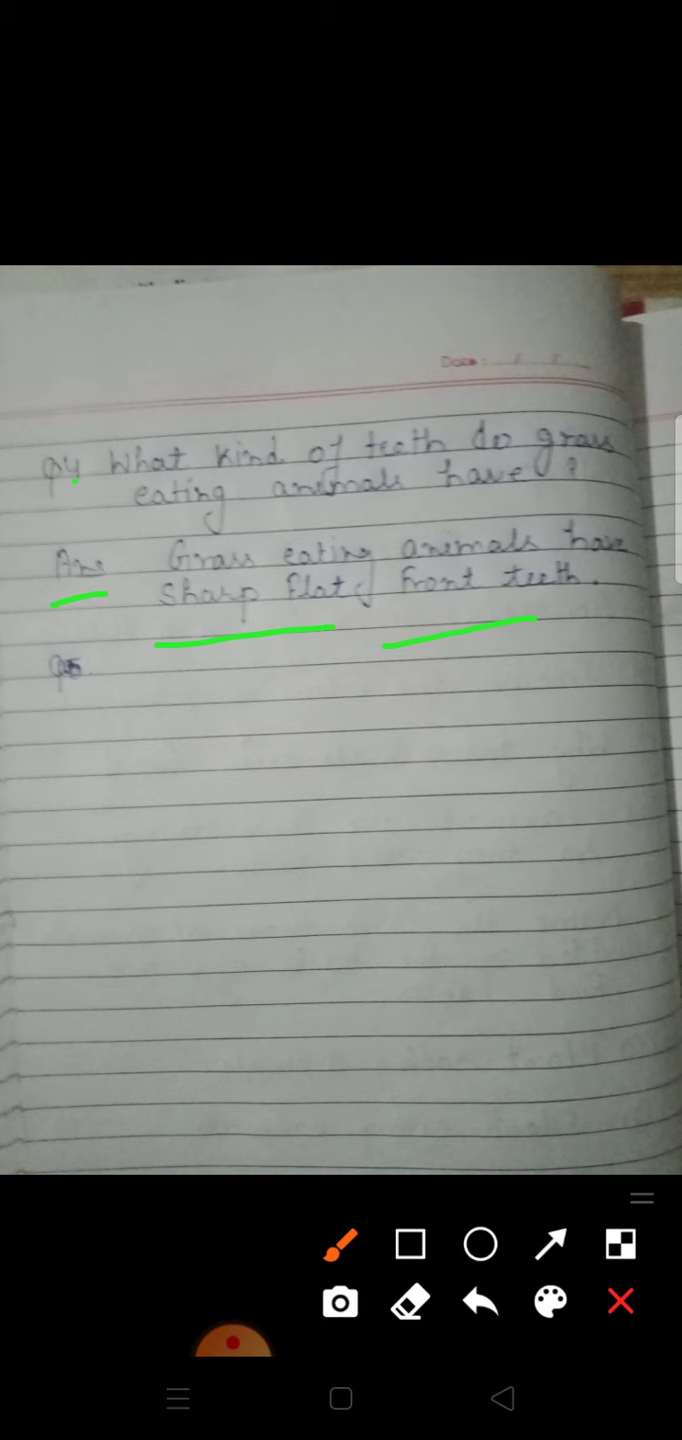 Date:
Q4 What kind of teeth do grass
eating animals have ?
Ans Grass eating animals have
sharp flat front teeth.
Q5